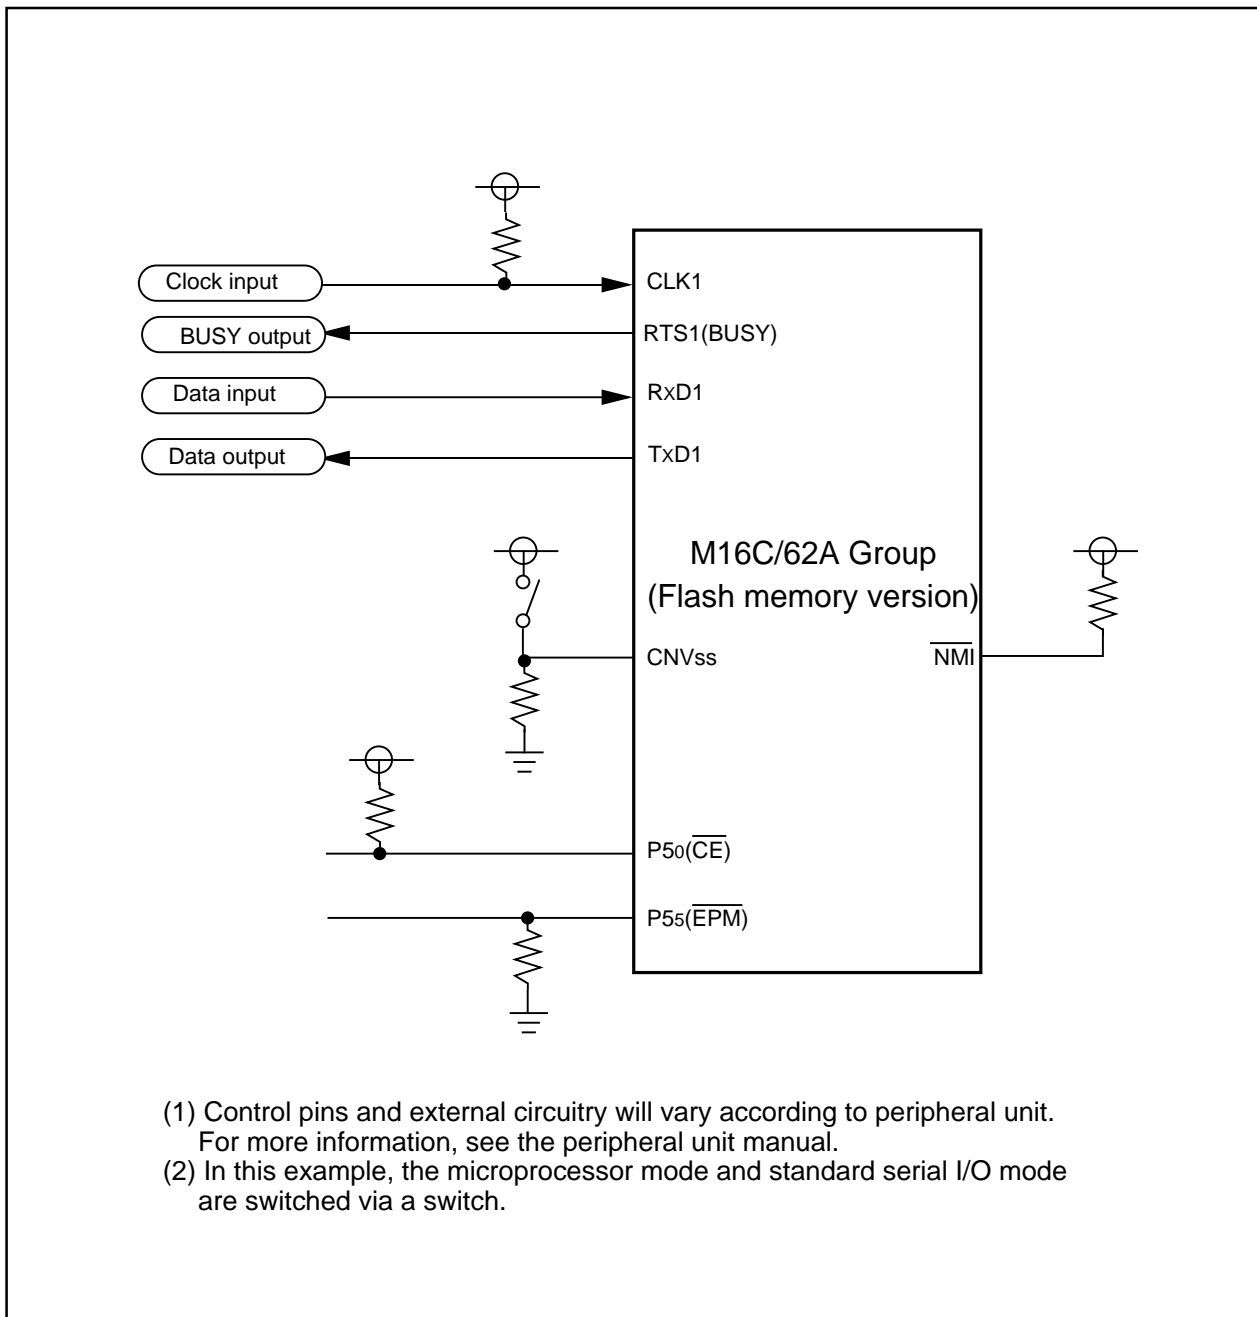 Clock input
CLK1
BUSY output
RTS1(BUSY)
Data input
RxD1
Data output
TxD1
M16C/62A Group
(Flash memory version)
CNVss
NMI
P50(CE)
P55(EPM)
(1) Control pins and external circuitry will vary according to peripheral unit.
For more information, see the peripheral unit manual.
(2) In this example, the microprocessor mode and standard serial I/O mode
are switched via a switch.